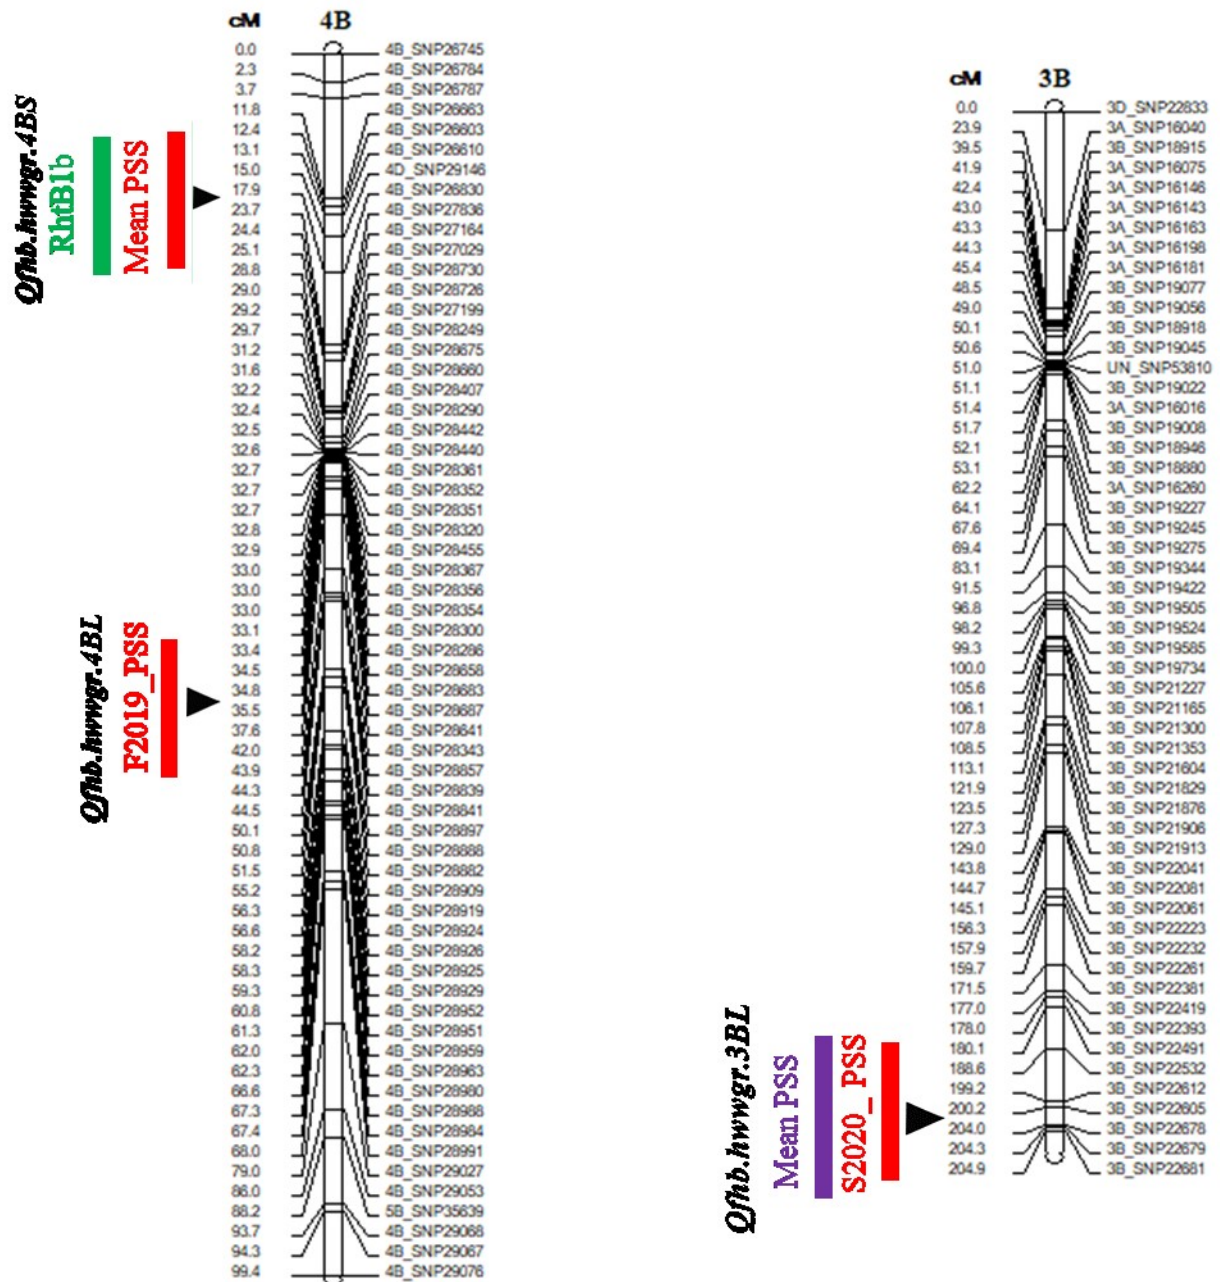 cM 4B
0.0 4B_SNP26745
2.3 4B_SNP26784
3.7 4B_SNP26787
11.8 4B_SNP26663
12.4 4B_SNP26603
13.1 4B_SNP26610
15.0 4D_SNP29146
17.9 4B_SNP26830
23.7 4B_SNP27836
24.4 4B_SNP27164
25.1 4B_SNP27029
28.8 4B_SNP28730
29.0 4B_SNP28726
29.2 4B_SNP27199
29.7 4B_SNP28249
31.2 4B_SNP28675
31.6 4B_SNP28660
32.2 4B_SNP28407
32.4 4B_SNP28290
32.5 4B_SNP28442
32.6 4B_SNP28440
32.7 4B_SNP28361
32.7 4B_SNP28352
32.7 4B_SNP28351
32.8 4B_SNP28320
32.9 4B_SNP28455
33.0 4B_SNP28367
33.0 4B_SNP28356
33.0 4B_SNP28354
33.1 4B_SNP28300
33.4 4B_SNP28286
34.5 4B_SNP28658
34.8 4B_SNP28683
35.5 4B_SNP28687
37.6 4B_SNP28641
42.0 4B_SNP28343
43.9 4B_SNP28857
44.3 4B_SNP28839
44.5 4B_SNP28841
50.1 4B_SNP28897
50.8 4B_SNP28888
51.5 4B_SNP28882
55.2 4B_SNP28909
56.3 4B_SNP28919
56.6 4B_SNP28924
58.2 4B_SNP28926
58.3 4B_SNP28925
59.3 4B_SNP28929
60.8 4B_SNP28952
61.3 4B_SNP28951
62.0 4B_SNP28959
62.3 4B_SNP28963
66.6 4B_SNP28980
67.3 4B_SNP28988
67.4 4B_SNP28984
68.0 4B_SNP28991
79.0 4B_SNP29027
86.0 4B_SNP29053
88.2 5B_SNP35639
93.7 4B_SNP29068
94.3 4B_SNP29067
99.4 4B_SNP29076
Qfhb.hwwgr.4BS
RhtB1b
Mean PSS
Qfhb.hwwgr.4BL
F2019_PSS
cM 3B
0.0 3D_SNP22833
23.9 3A_SNP16040
39.5 3B_SNP18915
41.9 3A_SNP16075
42.4 3A_SNP16146
43.0 3A_SNP16143
43.3 3A_SNP16163
44.3 3A_SNP16198
45.4 3A_SNP16181
48.5 3B_SNP19077
49.0 3B_SNP19056
50.1 3B_SNP18918
50.6 3B_SNP19045
51.0 UN_SNP53810
51.1 3B_SNP19022
51.4 3A_SNP16016
51.7 3B_SNP19008
52.1 3B_SNP18946
53.1 3B_SNP18880
62.2 3A_SNP16260
64.1 3B_SNP19227
67.6 3B_SNP19245
69.4 3B_SNP19275
83.1 3B_SNP19344
91.5 3B_SNP19422
96.8 3B_SNP19505
98.2 3B_SNP19524
99.3 3B_SNP19585
100.0 3B_SNP19734
105.6 3B_SNP21227
106.1 3B_SNP21165
107.8 3B_SNP21300
108.5 3B_SNP21353
113.1 3B_SNP21604
121.9 3B_SNP21829
123.5 3B_SNP21876
127.3 3B_SNP21906
129.0 3B_SNP21913
143.8 3B_SNP22041
144.7 3B_SNP22081
145.1 3B_SNP22061
156.3 3B_SNP22223
157.9 3B_SNP22232
159.7 3B_SNP22261
171.5 3B_SNP22381
177.0 3B_SNP22419
178.0 3B_SNP22393
180.1 3B_SNP22491
188.6 3B_SNP22532
199.2 3B_SNP22612
200.2 3B_SNP22605
204.0 3B_SNP22678
204.3 3B_SNP22679
204.9 3B_SNP22681
Qfhb.hwwgr.3BL
Mean PSS
S2020_ PSS